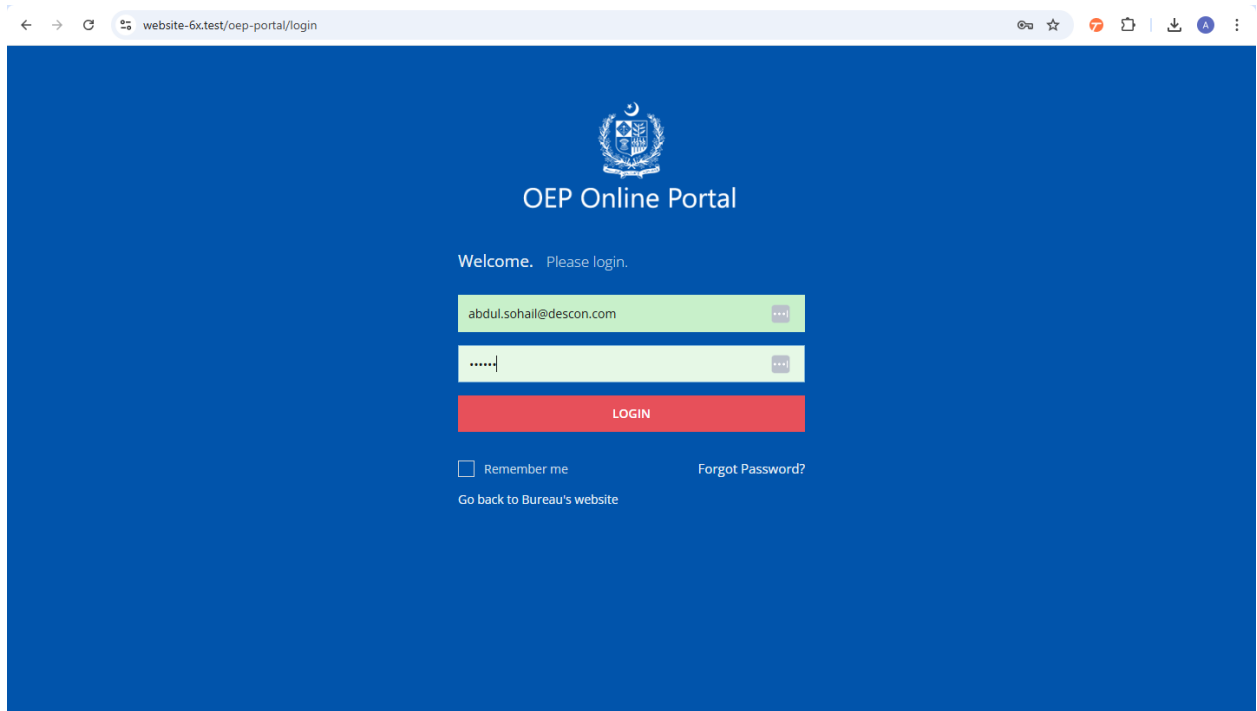 website-6x.test/oep-portal/login
A
OEP Online Portal
Welcome. Please login.
abdul.sohail@descon.com
••••••
LOGIN
Remember me Forgot Password?
Go back to Bureau's website